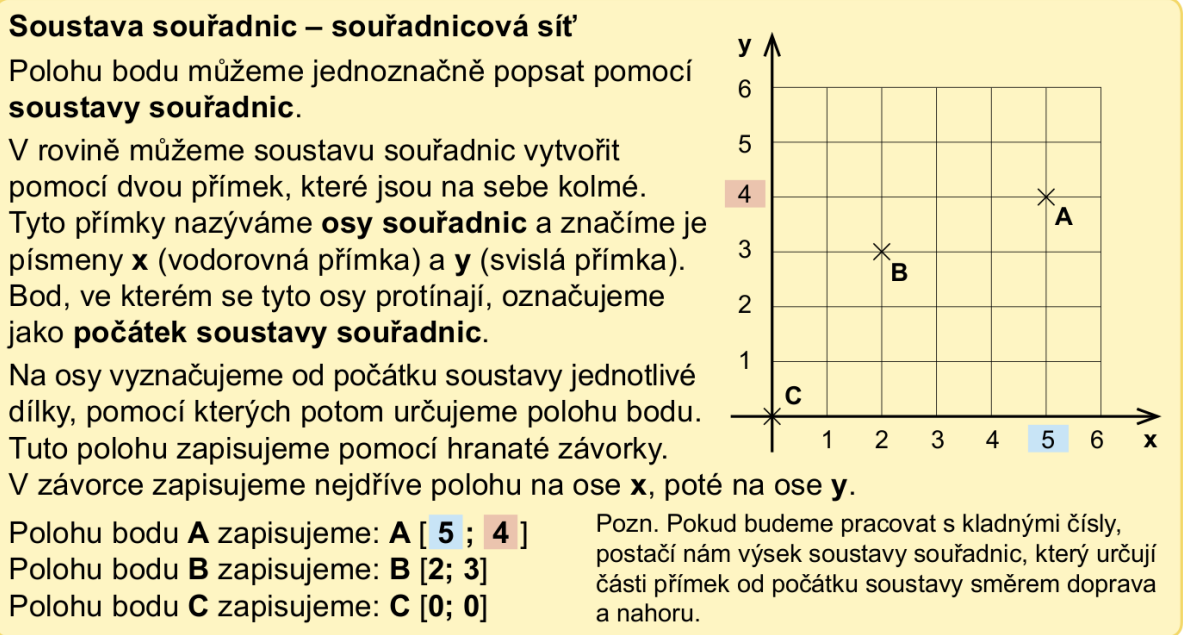 Soustava souřadnic – souřadnicová síť
Polohu bodu můžeme jednoznačně popsat pomocí
soustavy souřadnic.
V rovině můžeme soustavu souřadnic vytvořit
pomocí dvou přímek, které jsou na sebe kolmé.
Tyto přímky nazýváme osy souřadnic a značíme je
písmeny x (vodorovná přímka) a y (svislá přímka).
Bod, ve kterém se tyto osy protínají, označujeme
jako počátek soustavy souřadnic.
Na osy vyznačujeme od počátku soustavy jednotlivé
dílky, pomocí kterých potom určujeme polohu bodu.
Tuto polohu zapisujeme pomocí hranaté závorky.
V závorce zapisujeme nejdříve polohu na ose x, poté na ose y.
Polohu bodu A zapisujeme: A [ 5 ; 4 ]
Polohu bodu B zapisujeme: B [2; 3]
Polohu bodu C zapisujeme: C [0; 0]
y
6
5
4
A
3
B
2
1
C
1 2 3 4 5 6 x
Pozn. Pokud budeme pracovat s kladnými čísly,
postačí nám výsek soustavy souřadnic, který určují
části přímek od počátku soustavy směrem doprava
a nahoru.